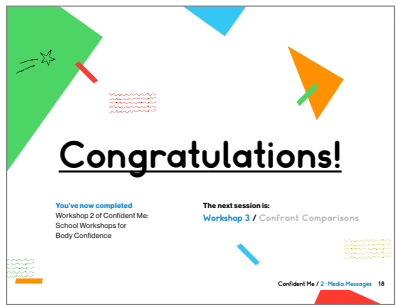 Congratulations!
You've now completed
Workshop 2 of Confident Me:
School Workshops for
Body Confidence
The next session is:
Workshop 3 / Confront Comparisons
Confident Me / 2 · Media Messages 18